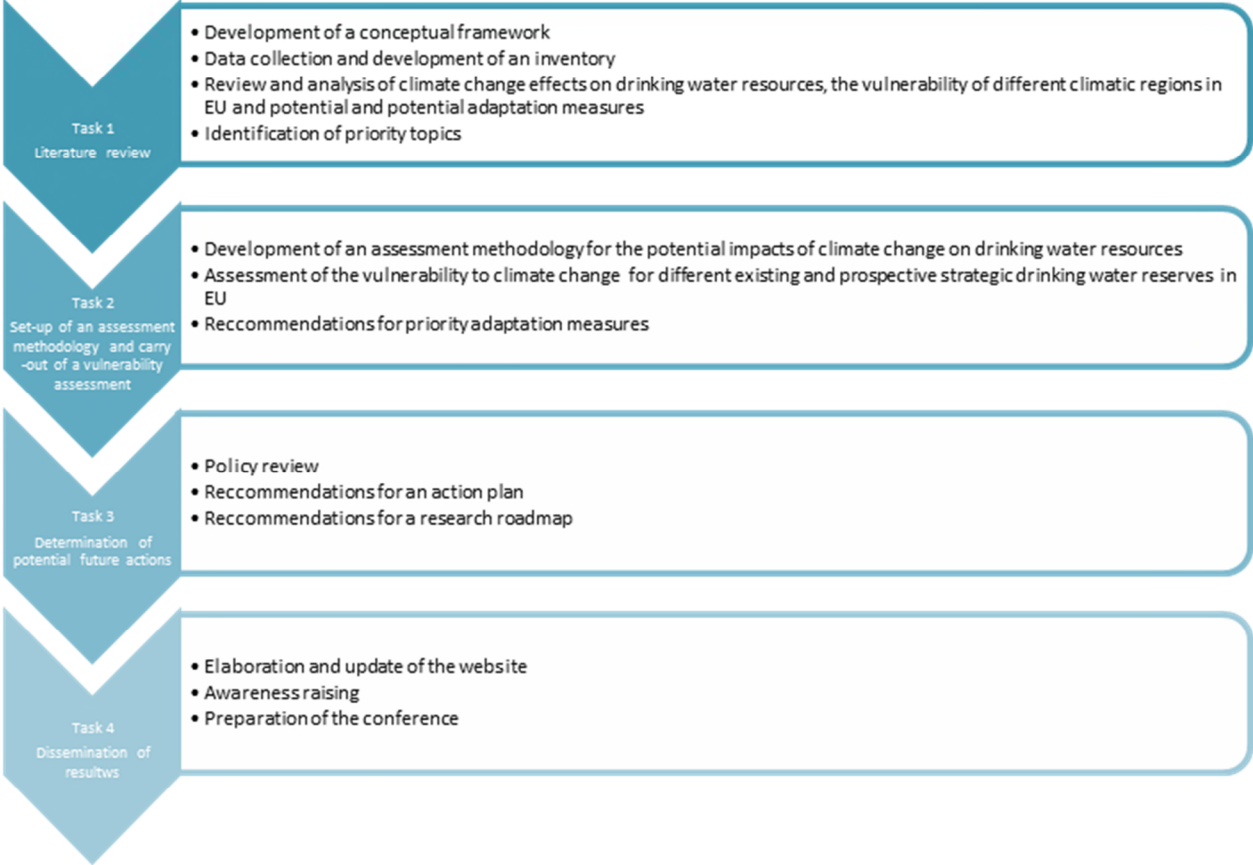 Task 1
Literature review
• Development of a conceptual framework
• Data collection and development of an inventory
• Review and analysis of climate change effects on drinking water resources, the vulnerability of different climatic regions in
EU and potential and potential adaptation measures
• Identification of priority topics
Task 2
Set-up of an assessment
methodology and carry
-out of a vulnerability
assessment
• Development of an assessment methodology for the potential impacts of climate change on drinking water resources
• Assessment of the vulnerability to climate change for different existing and prospective strategic drinking water reserves in
EU
• Reccommendations for priority adaptation measures
Task 3
Determination of
potential future actions
• Policy review
• Reccommendations for an action plan
• Reccommendations for a research roadmap
Task 4
Dissemination of
resultws
• Elaboration and update of the website
• Awareness raising
• Preparation of the conference